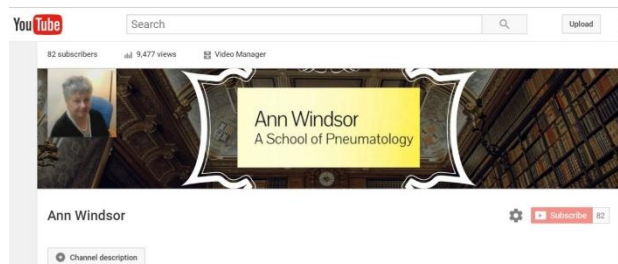 You Tube
Search
Upload
82 subscribers
9,477 views
Video Manager
Ann Windsor
A School of Pneumatology
Ann Windsor
Subscribe 82
Channel description